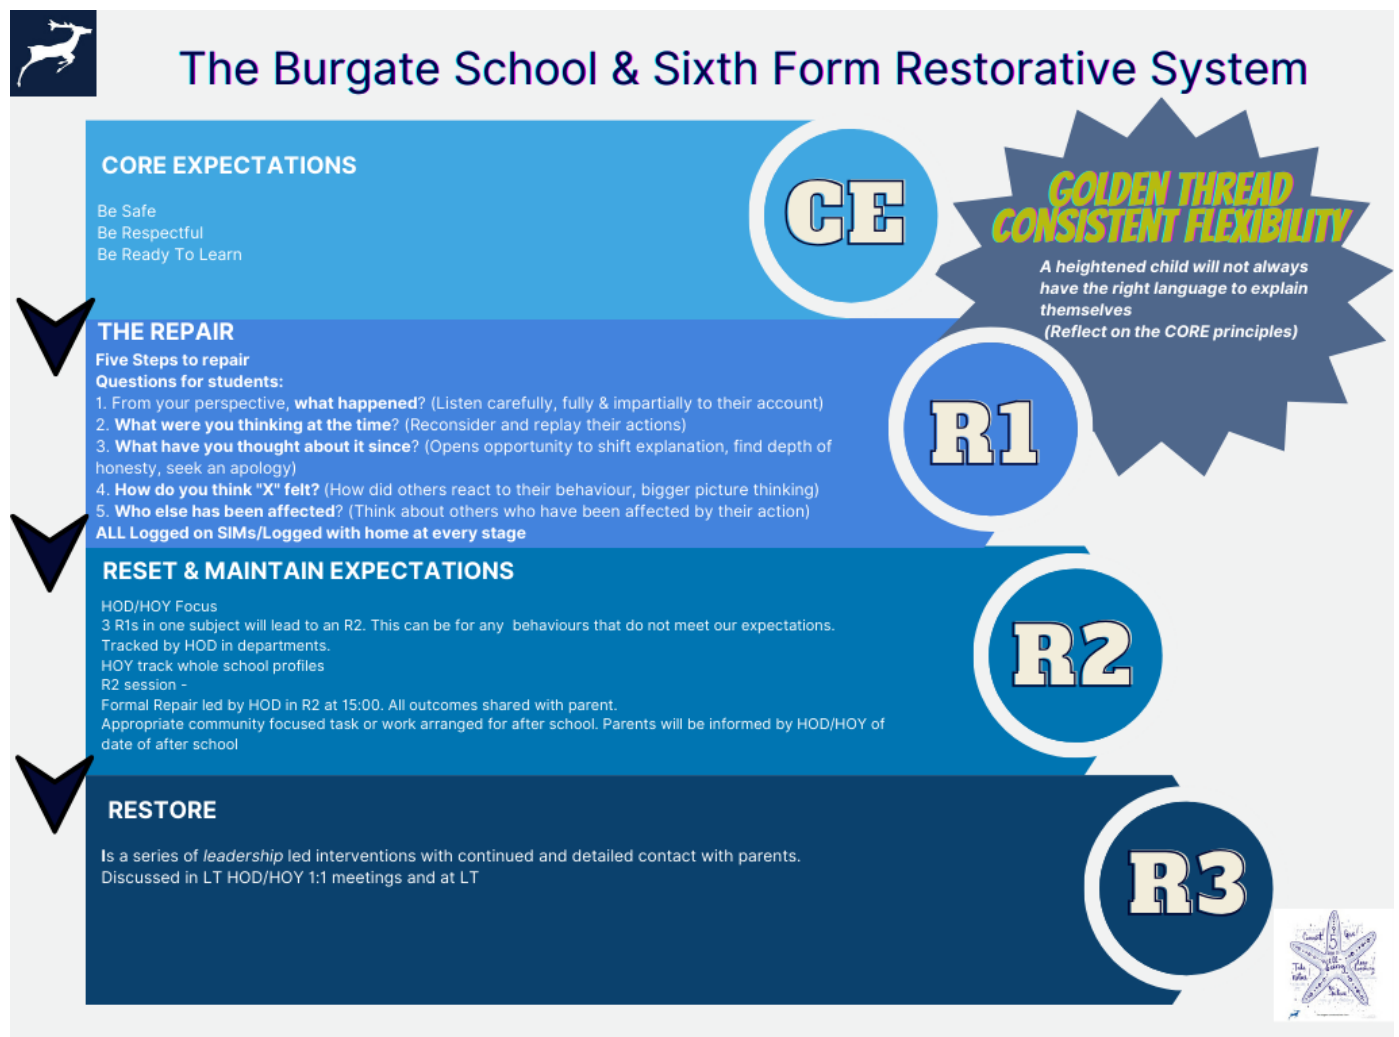 The Burgate School & Sixth Form Restorative System
CORE EXPECTATIONS
Be Safe
Be Respectful
Be Ready To Learn
CE
GOLDEN THREAD
CONSISTENT FLEXIBILITY
A heightened child will not always
have the right language to explain
themselves
(Reflect on the CORE principles)
THE REPAIR
Five Steps to repair
Questions for students:
1. From your perspective, what happened? (Listen carefully, fully & impartially to their account)
2. What were you thinking at the time? (Reconsider and replay their actions)
3. What have you thought about it since? (Opens opportunity to shift explanation, find depth of
honesty, seek an apology)
4. How do you think "X" felt? (How did others react to their behaviour, bigger picture thinking)
5. Who else has been affected? (Think about others who have been affected by their action)
ALL Logged on SIMs/Logged with home at every stage
R1
RESET & MAINTAIN EXPECTATIONS
HOD/HOY Focus
3 R1s in one subject will lead to an R2. This can be for any behaviours that do not meet our expectations.
Tracked by HOD in departments.
HOY track whole school profiles
R2 session -
Formal Repair led by HOD in R2 at 15:00. All outcomes shared with parent.
Appropriate community focused task or work arranged for after school. Parents will be informed by HOD/HOY of
date of after school
R2
RESTORE
Is a series of leadership led interventions with continued and detailed contact with parents.
Discussed in LT HOD/HOY 1:1 meetings and at LT
R3
Connect
5
Give
Take